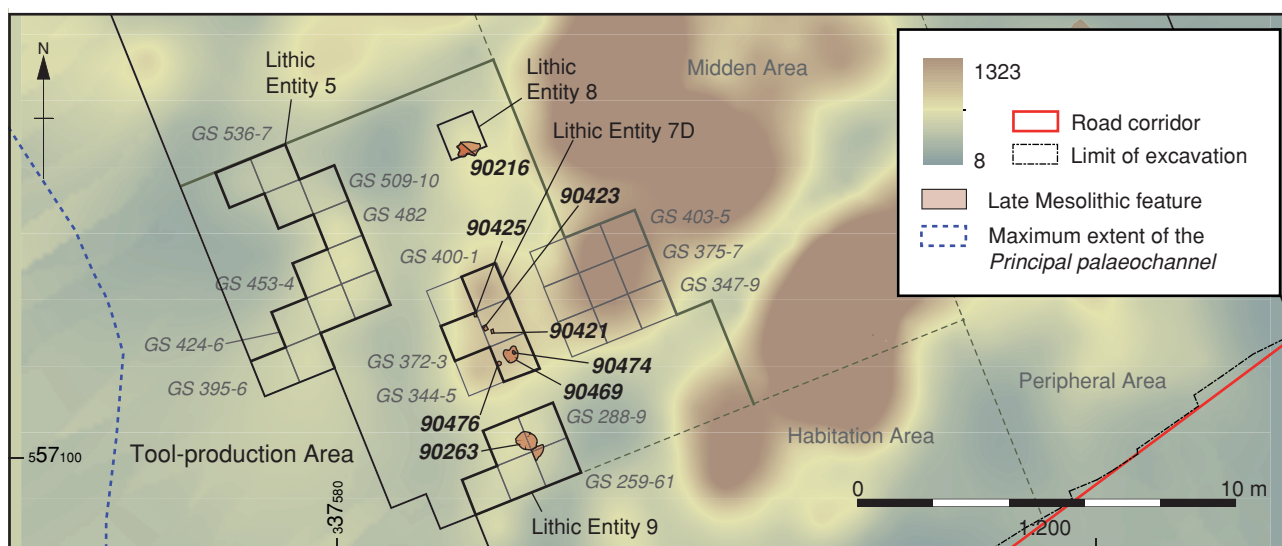 N
Lithic
Entity 5
Lithic
Entity 8
Lithic Entity 7D
Midden Area
GS 536-7
GS 509-10
GS 482
90216
90423
90425
GS 400-1
GS 403-5
GS 375-7
GS 347-9
GS 453-4
GS 424-6
GS 395-6
GS 372-3
GS 344-5
90421
90474
90469
90476
90263
GS 288-9
GS 259-61
Peripheral Area
Habitation Area
Tool-production Area
Lithic Entity 9
557100
337580
1323
8
Road corridor
Limit of excavation
Late Mesolithic feature
Maximum extent of the
Principal palaeochannel
0
10 m
1:200